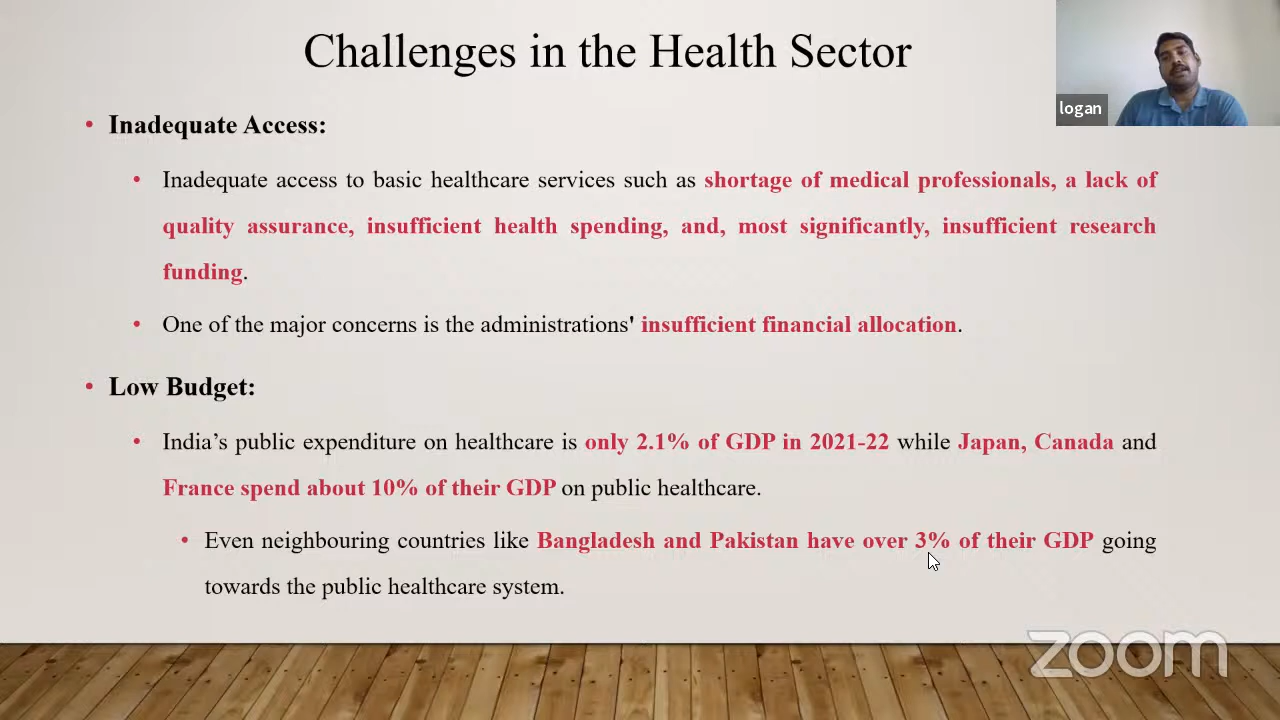 Challenges in the Health Sector
logan
• Inadequate Access:
• Inadequate access to basic healthcare services such as shortage of medical professionals, a lack of
quality assurance, insufficient health spending, and, most significantly, insufficient research
funding.
• One of the major concerns is the administrations' insufficient financial allocation.
• Low Budget:
• India’s public expenditure on healthcare is only 2.1% of GDP in 2021-22 while Japan, Canada and
France spend about 10% of their GDP on public healthcare.
• Even neighbouring countries like Bangladesh and Pakistan have over 3% of their GDP going
towards the public healthcare system.
zoom